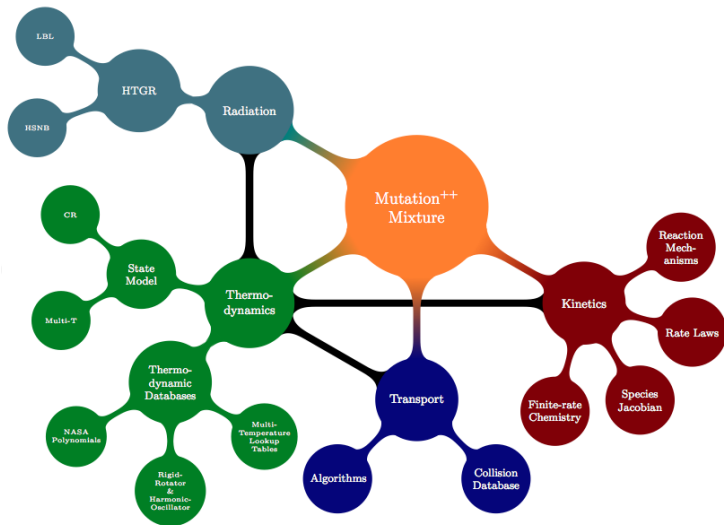 LBL
HTGR
Radiation
HSNB
Mutation++
Mixture
CR
State
Model
Multi-T
Thermo-
dynamics
Reaction
Mech-
anisms
Kinetics
Rate Laws
Thermo-
dynamic
Databases
Transport
Finite-rate
Chemistry
Species
Jacobian
NASA
Polynomials
Multi-
Temperature
Lookup
Tables
Rigid-
Rotator
&
Harmonic-
Oscillator
Algorithms
Collision
Database